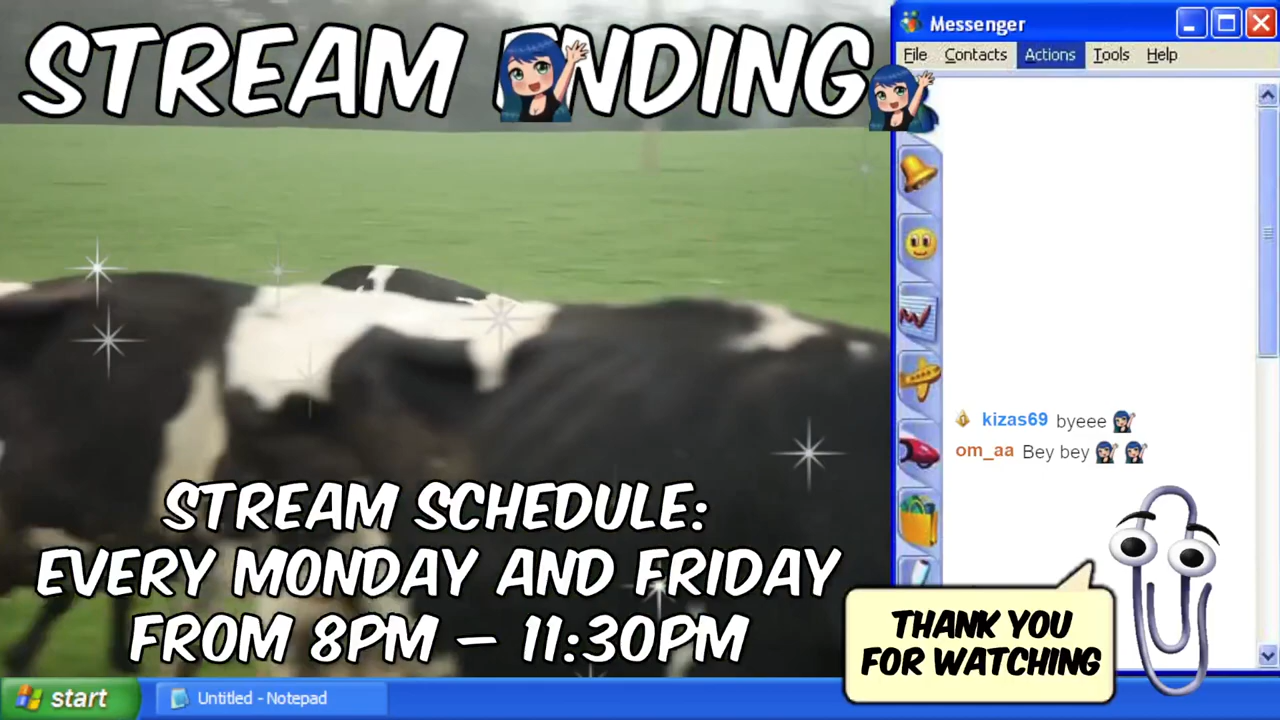 STREAM ENDING
Messenger
File Contacts Actions Tools Help
kizas69 byeee
om_aa Bey bey
STREAM SCHEDULE:
EVERY MONDAY AND FRIDAY
FROM 8PM – 11:30PM
THANK YOU
FOR WATCHING
start
Untitled - Notepad